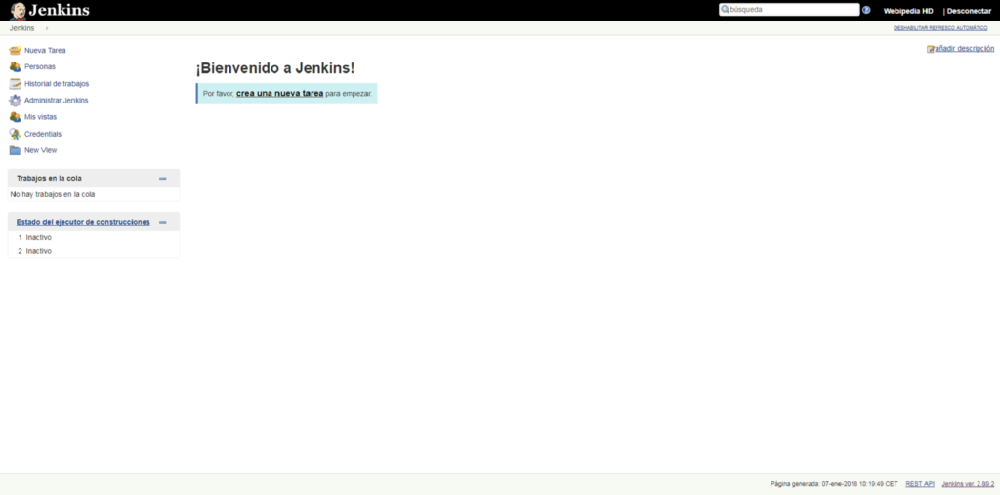 Jenkins
búsqueda
Webipedia HD | Desconectar
Jenkins ›
DESHABILITAR REFRESCO AUTOMÁTICO
Nueva Tarea
Personas
Historial de trabajos
Administrar Jenkins
Mis vistas
Credentials
New View
Trabajos en la cola
No hay trabajos en la cola
Estado del ejecutor de construcciones
1 Inactivo
2 Inactivo
añadir descripción
¡Bienvenido a Jenkins!
Por favor, crea una nueva tarea para empezar.
Página generada: 07-ene-2018 10:19:49 CET REST API Jenkins ver. 2.89.2